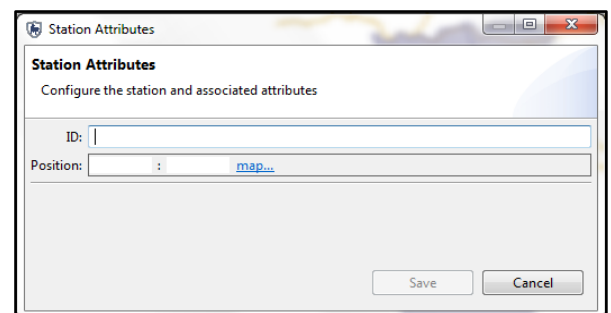 Station Attributes
Station Attributes
Configure the station and associated attributes
ID:
Position: : map...
Save Cancel